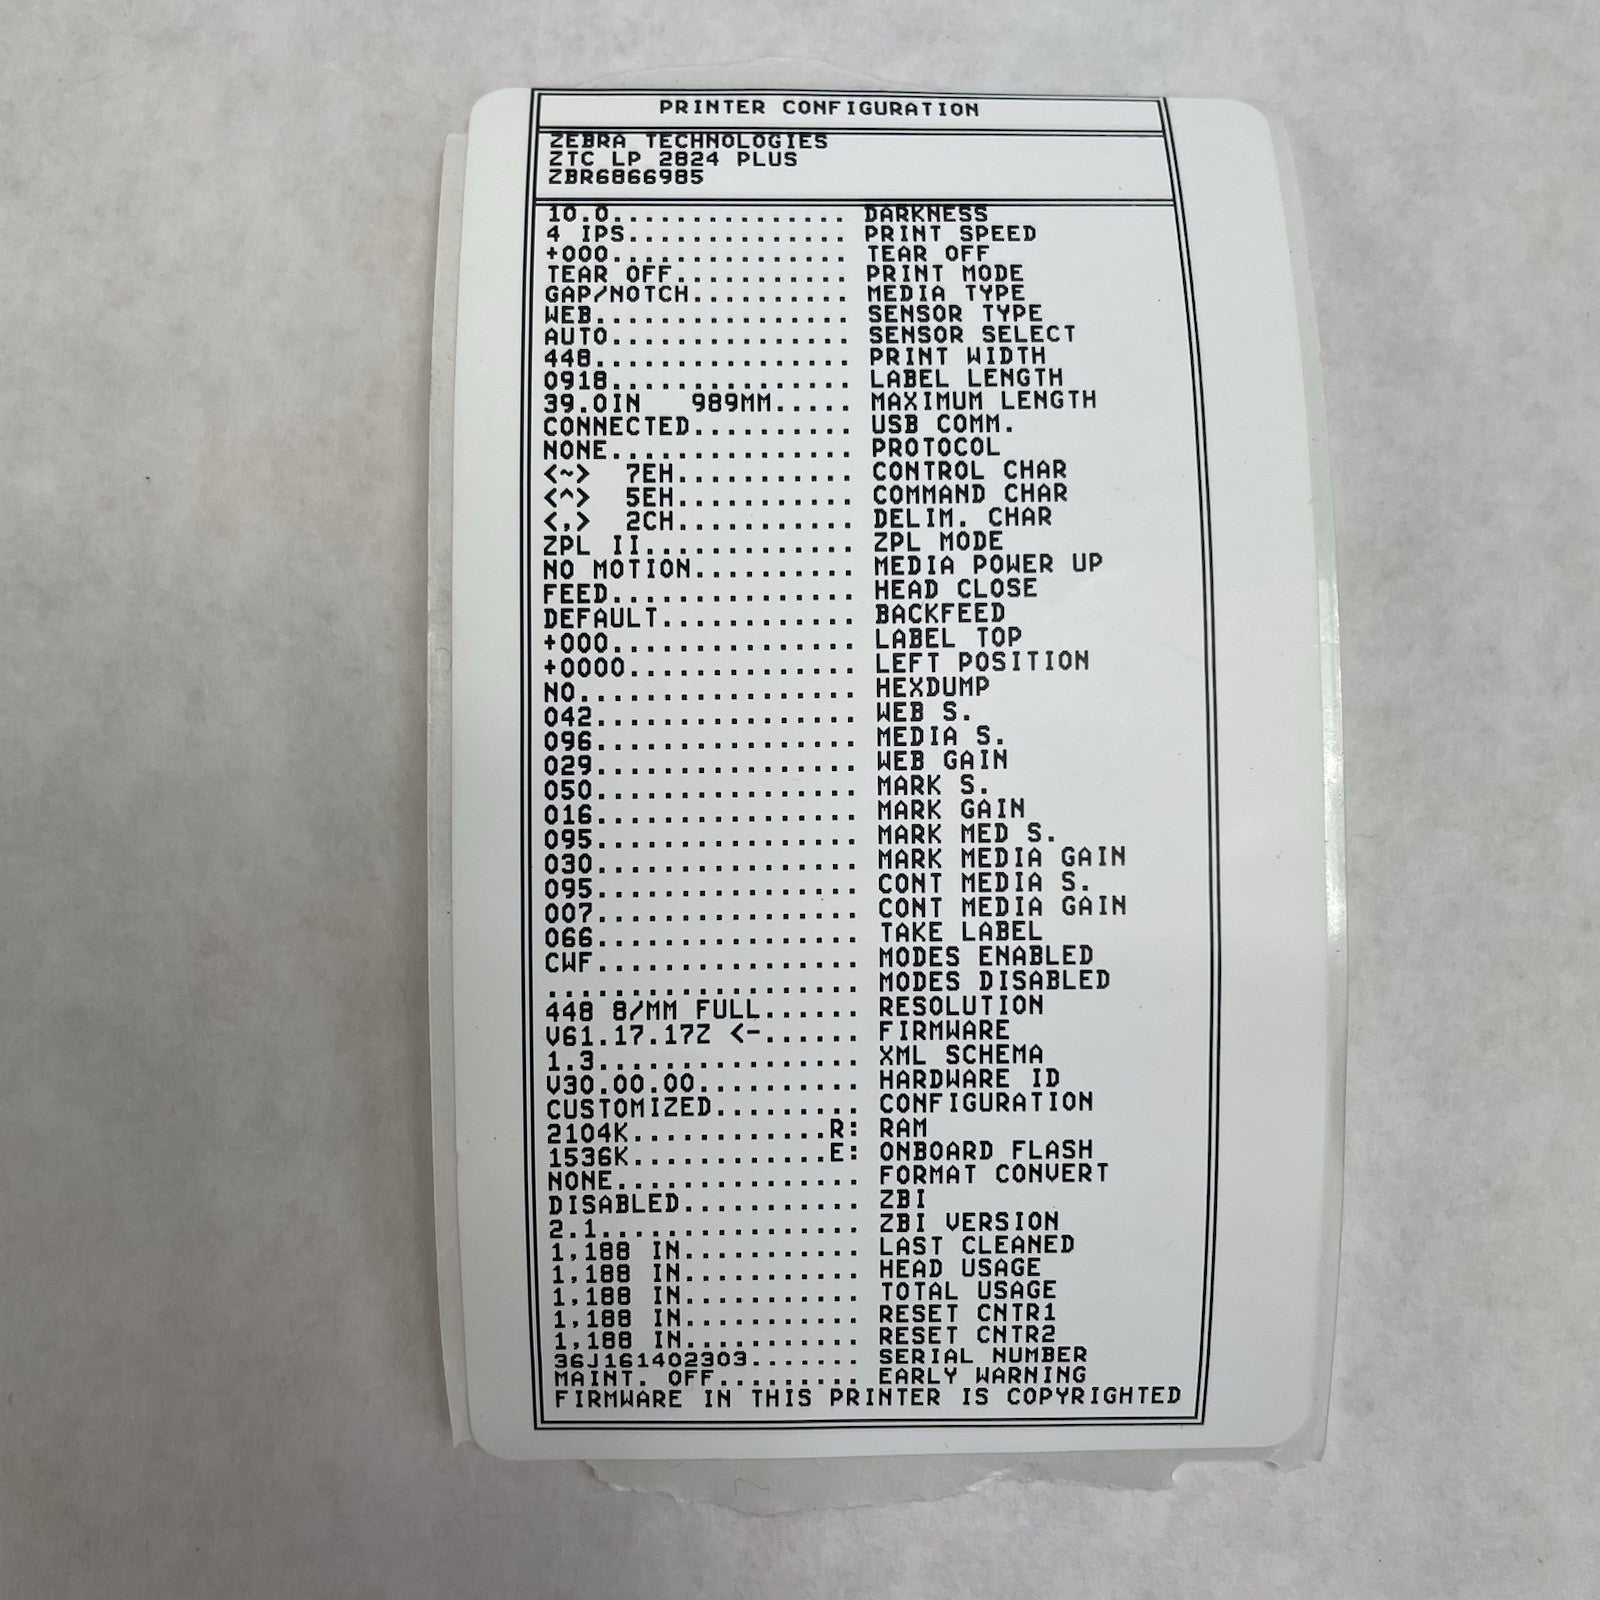 PRINTER CONFIGURATION
ZEBRA TECHNOLOGIES
ZTC LP 2824 PLUS
ZBR6866985
10.0............... DARKNESS
4 IPS.............. PRINT SPEED
+000............... TEAR OFF
TEAR OFF........... PRINT MODE
GAP/NOTCH.......... MEDIA TYPE
WEB................ SENSOR TYPE
AUTO............... SENSOR SELECT
448................ PRINT WIDTH
0918............... LABEL LENGTH
39.0IN   989MM..... MAXIMUM LENGTH
CONNECTED.......... USB COMM.
NONE............... PROTOCOL
<~>  7EH........... CONTROL CHAR
<^>  5EH........... COMMAND CHAR
<,>  2CH........... DELIM. CHAR
ZPL II............. ZPL MODE
NO MOTION.......... MEDIA POWER UP
FEED............... HEAD CLOSE
DEFAULT............ BACKFEED
+000............... LABEL TOP
+0000.............. LEFT POSITION
NO................. HEXDUMP
042................ WEB S.
096................ MEDIA S.
029................ WEB GAIN
050................ MARK S.
016................ MARK GAIN
095................ MARK MED S.
030................ MARK MEDIA GAIN
095................ CONT MEDIA S.
007................ CONT MEDIA GAIN
066................ TAKE LABEL
CWF................ MODES ENABLED
................... MODES DISABLED
448 8/MM FULL...... RESOLUTION
V61.17.17Z <-...... FIRMWARE
1.3................ XML SCHEMA
V30.00.00.......... HARDWARE ID
CUSTOMIZED......... CONFIGURATION
2104K............R: RAM
1536K............E: ONBOARD FLASH
NONE............... FORMAT CONVERT
DISABLED........... ZBI
2.1................ ZBI VERSION
1,188 IN........... LAST CLEANED
1,188 IN........... HEAD USAGE
1,188 IN........... TOTAL USAGE
1,188 IN........... RESET CNTR1
1,188 IN........... RESET CNTR2
36J161402303....... SERIAL NUMBER
MAINT. OFF......... EARLY WARNING
FIRMWARE IN THIS PRINTER IS COPYRIGHTED